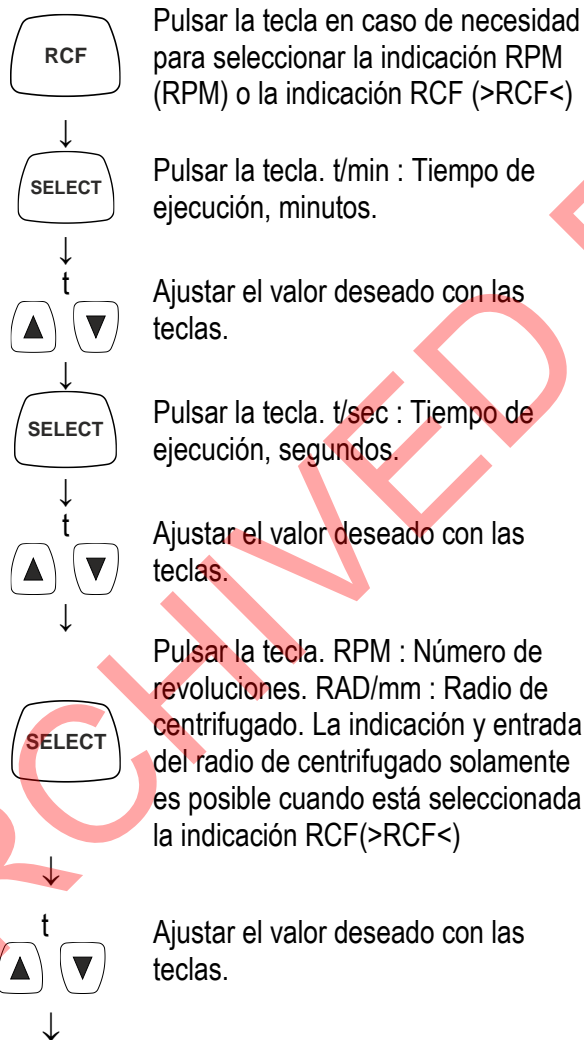 RCF
Pulsar la tecla en caso de necesidad
para seleccionar la indicación RPM
(RPM) o la indicación RCF (>RCF<)
↓
SELECT
Pulsar la tecla. t/min : Tiempo de
ejecución, minutos.
↓
t
▲ ▼
Ajustar el valor deseado con las
teclas.
↓
SELECT
Pulsar la tecla. t/sec : Tiempo de
ejecución, segundos.
↓
t
▲ ▼
Ajustar el valor deseado con las
teclas.
↓
SELECT
Pulsar la tecla. RPM : Número de
revoluciones. RAD/mm : Radio de
centrifugado. La indicación y entrada
del radio de centrifugado solamente
es posible cuando está seleccionada
la indicación RCF(>RCF<)
↓
t
▲ ▼
Ajustar el valor deseado con las
teclas.
↓
RCHIVED